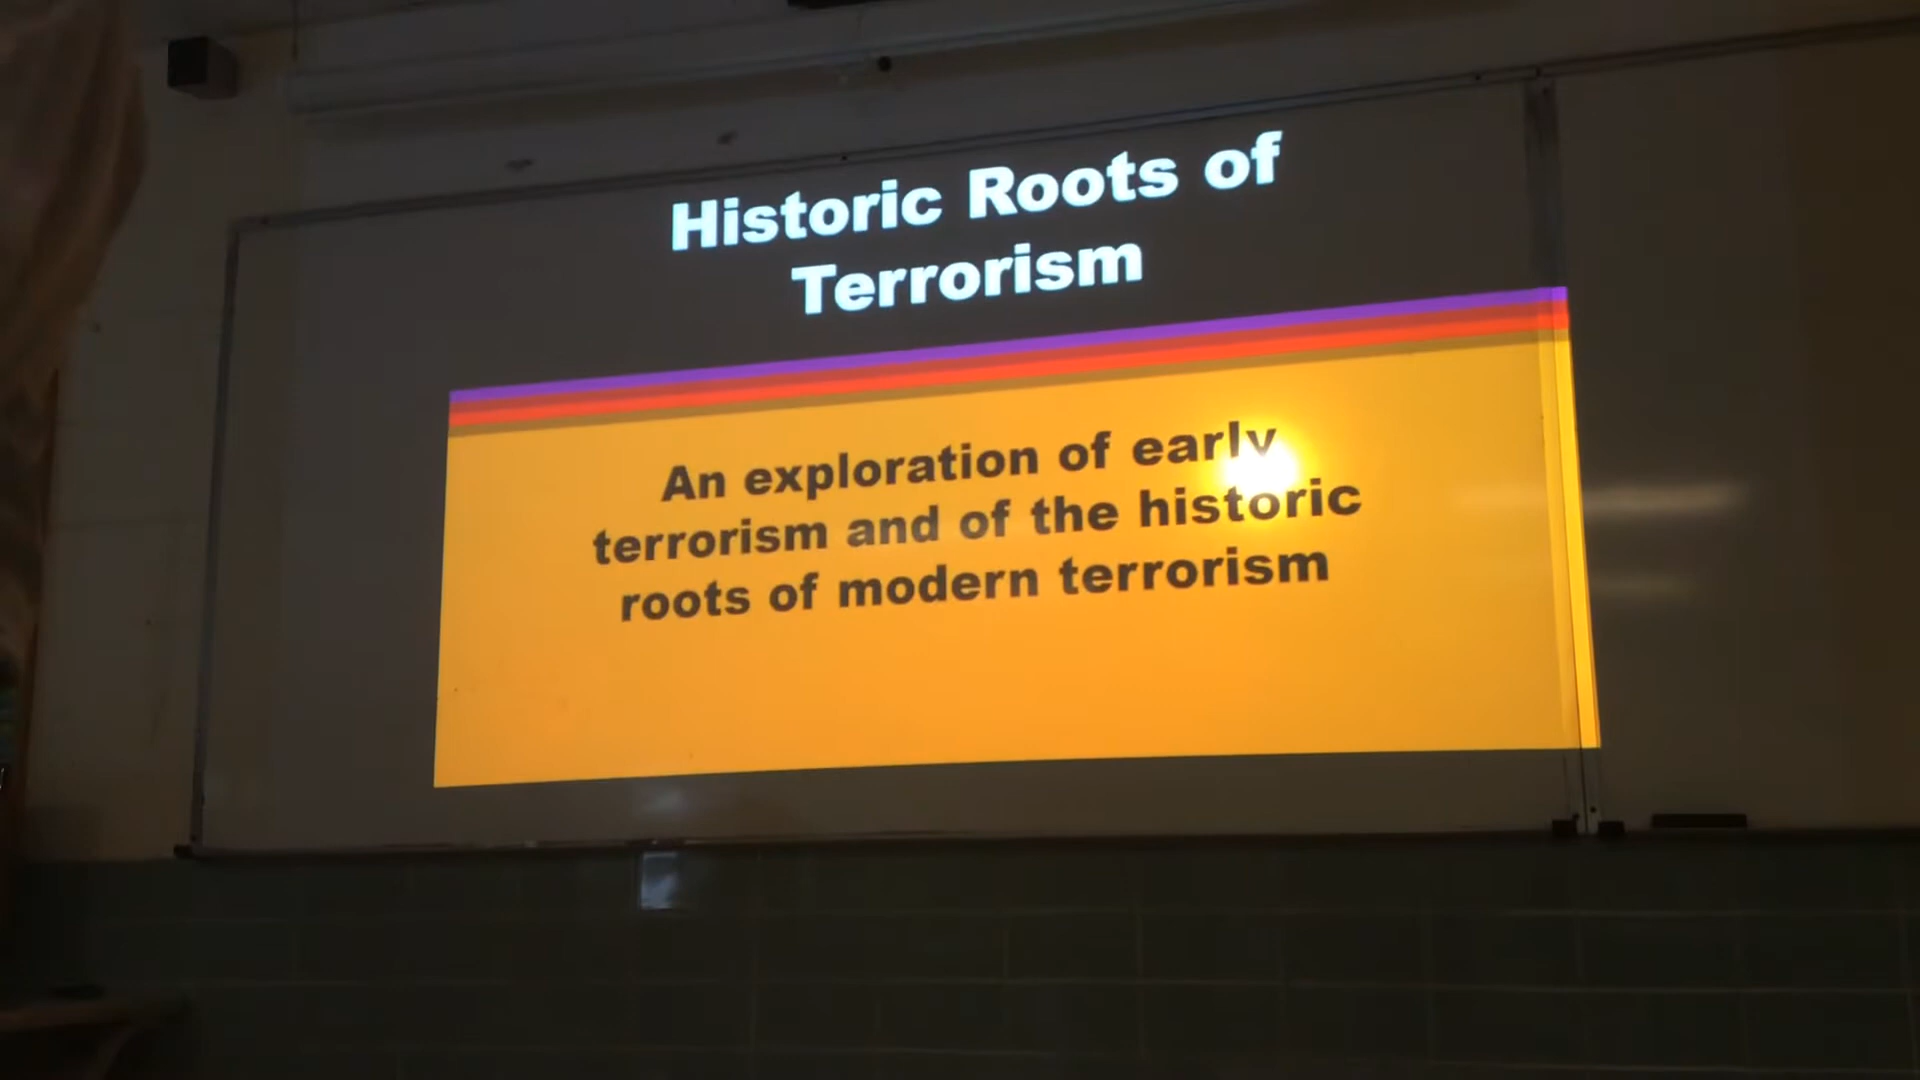 Historic Roots of
Terrorism
An exploration of early
terrorism and of the historic
roots of modern terrorism